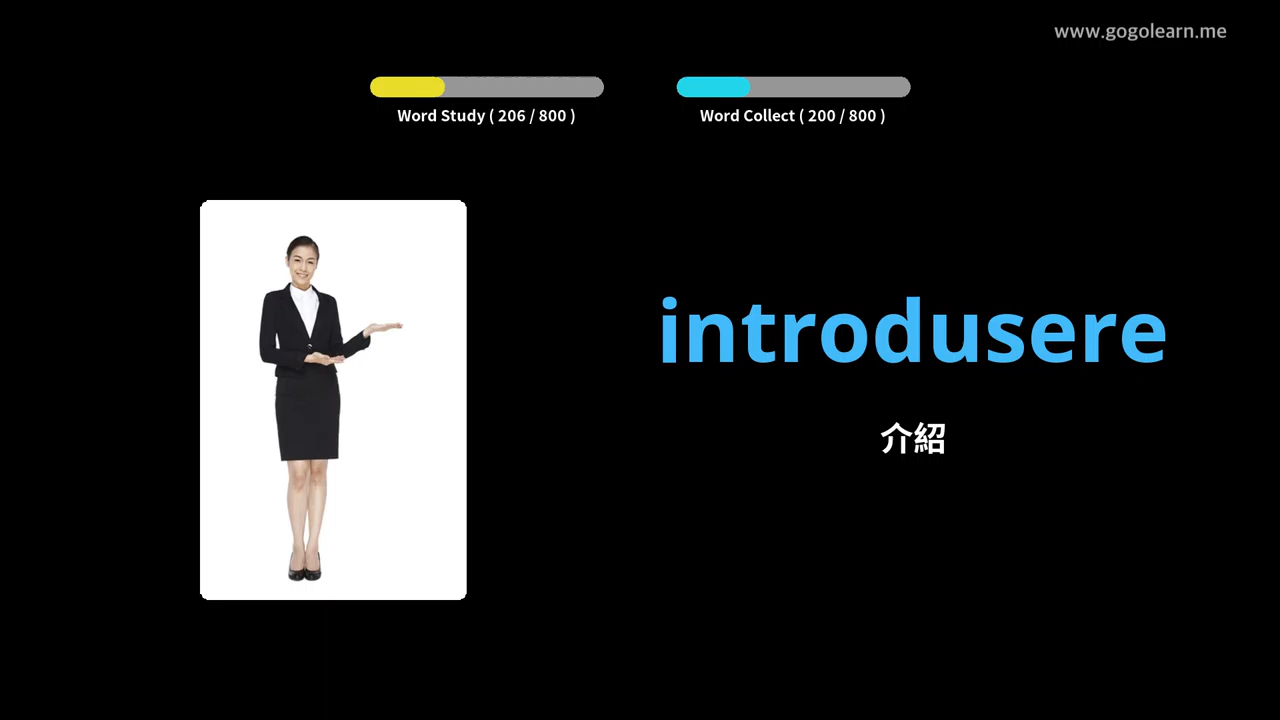 www.gogolearn.me
Word Study ( 206 / 800 )
Word Collect ( 200 / 800 )
introdusere
介紹